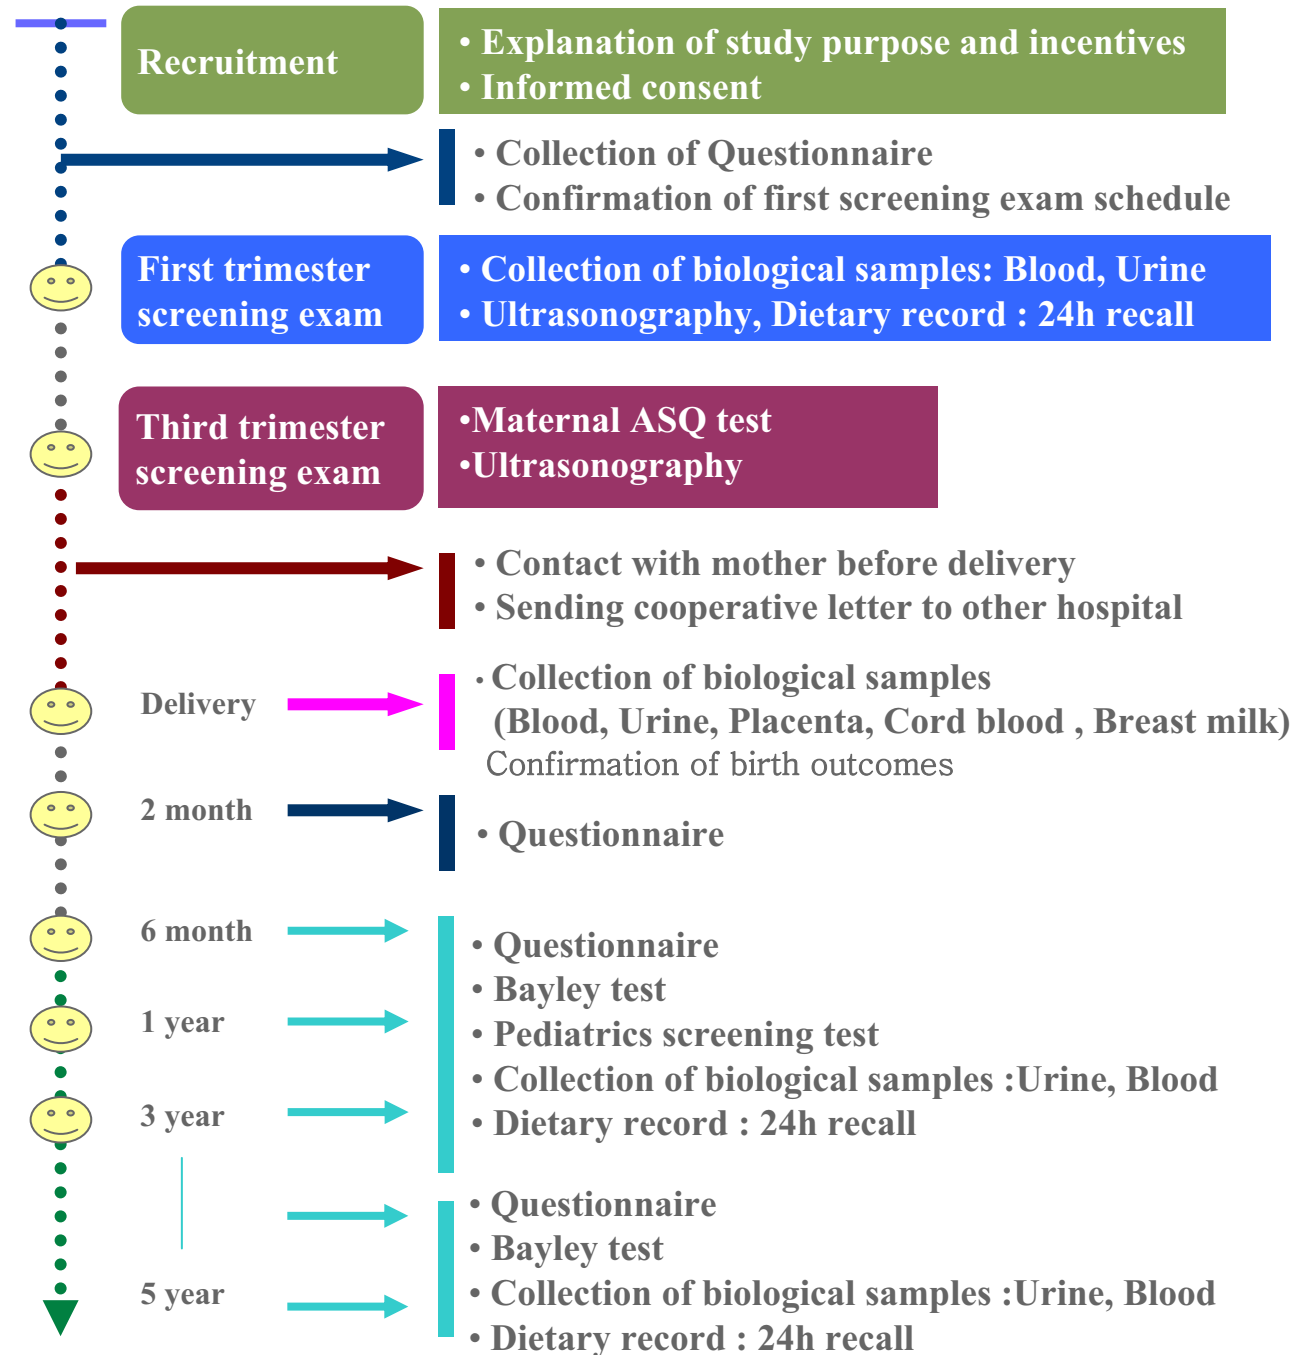 Recruitment
• Explanation of study purpose and incentives
• Informed consent
• Collection of Questionnaire
• Confirmation of first screening exam schedule
First trimester
screening exam
• Collection of biological samples: Blood, Urine
• Ultrasonography, Dietary record : 24h recall
Third trimester
screening exam
•Maternal ASQ test
•Ultrasonography
• Contact with mother before delivery
• Sending cooperative letter to other hospital
Delivery
· Collection of biological samples
(Blood, Urine, Placenta, Cord blood , Breast milk)
Confirmation of birth outcomes
2 month
• Questionnaire
6 month
1 year
3 year
• Questionnaire
• Bayley test
• Pediatrics screening test
• Collection of biological samples :Urine, Blood
• Dietary record : 24h recall
5 year
• Questionnaire
• Bayley test
• Collection of biological samples :Urine, Blood
• Dietary record : 24h recall